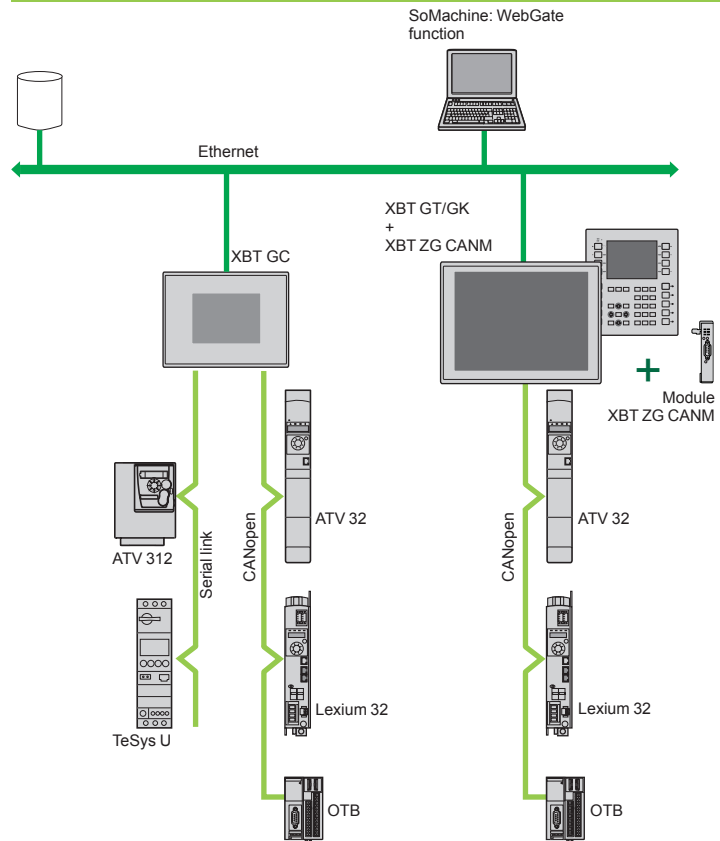 SoMachine: WebGate
function
Ethernet
XBT GT/GK
+
XBT ZG CANM
XBT GC
+
Module
XBT ZG CANM
ATV 312
Serial link
CANopen
ATV 32
CANopen
ATV 32
TeSys U
Lexium 32
Lexium 32
OTB
OTB